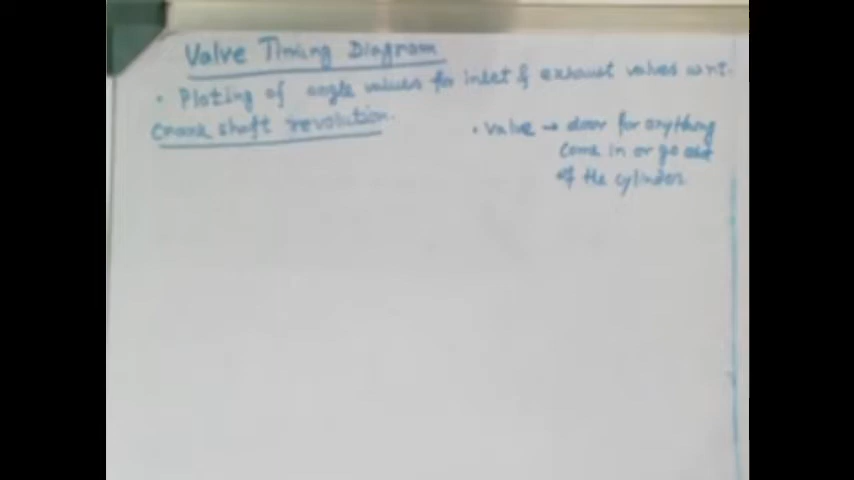 Valve Timing Diagram
• Ploting of angle values for inlet & exhaust valves w.r.t.
Crank shaft revolution.
• Valve → door for anything
come in or go out
of the cylinder